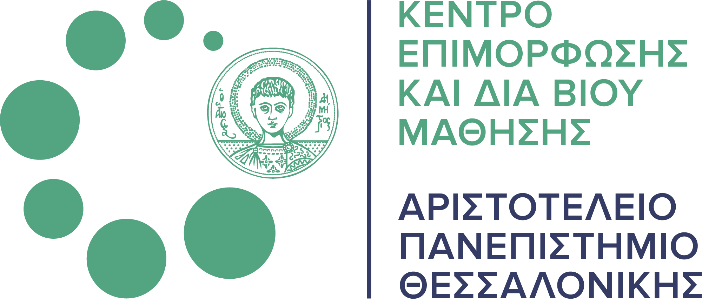 ΚΕΝΤΡΟ
ΕΠΙΜΟΡΦΩΣΗΣ
ΚΑΙ ΔΙΑ ΒΙΟΥ
ΜΑΘΗΣΗΣ
ΑΡΙΣΤΟΤΕΛΕΙΟ
ΠΑΝΕΠΙΣΤΗΜΙΟ
ΘΕΣΣΑΛΟΝΙΚΗΣ